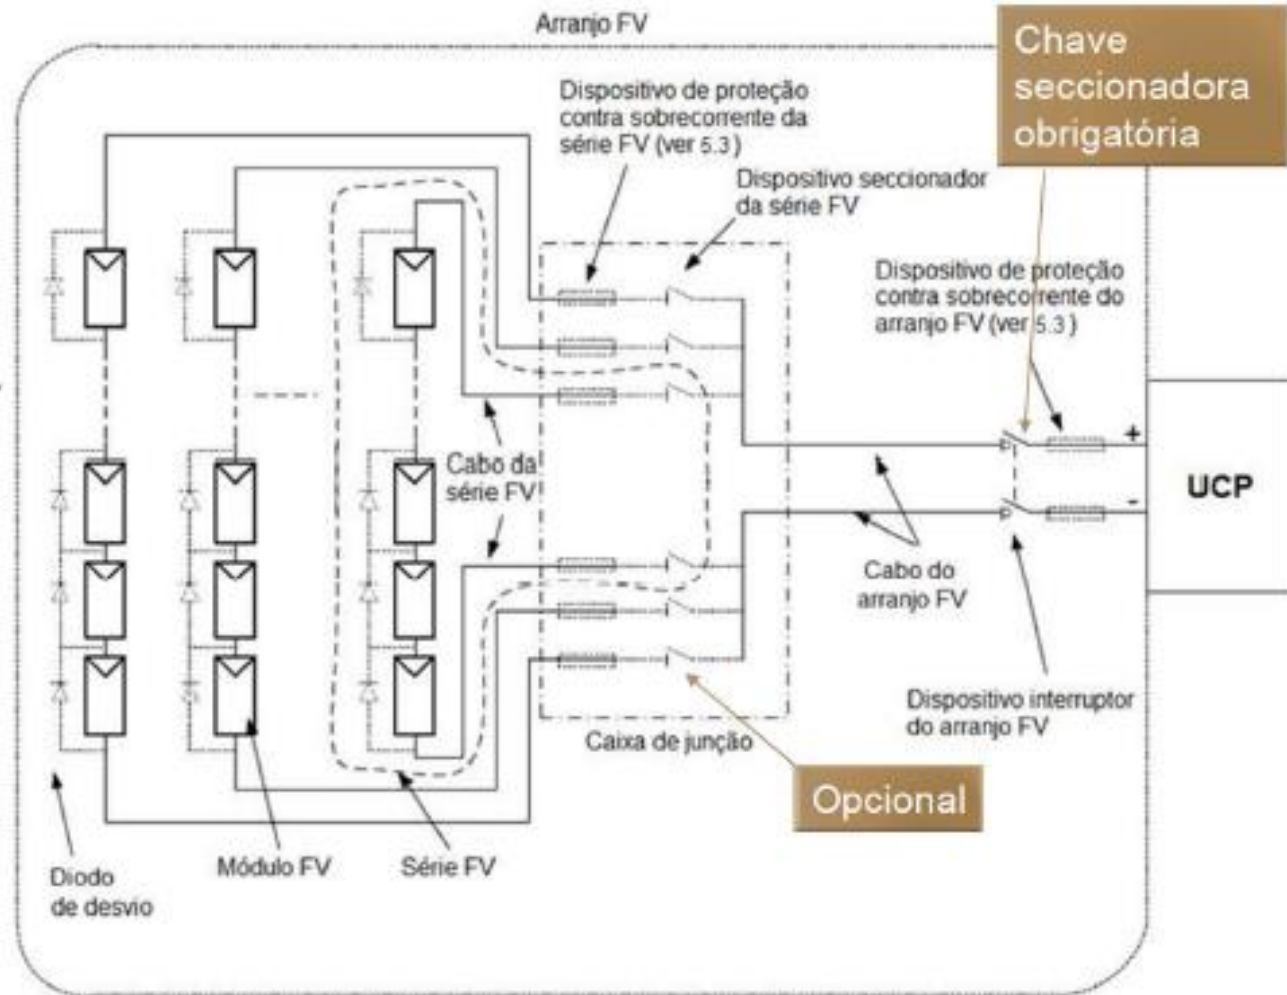 Arranjo FV
Chave
seccionadora
obrigatória
Dispositivo de proteção
contra sobrecorrente da
série FV (ver 5.3)
Dispositivo seccionador
da série FV
Dispositivo de proteção
contra sobrecorrente do
arranjo FV (ver 5.3)
+
-
UCP
Cabo da
série FV
Cabo do
arranjo FV
Dispositivo interruptor
do arranjo FV
Caixa de junção
Opcional
Diodo
de desvio
Módulo FV
Série FV